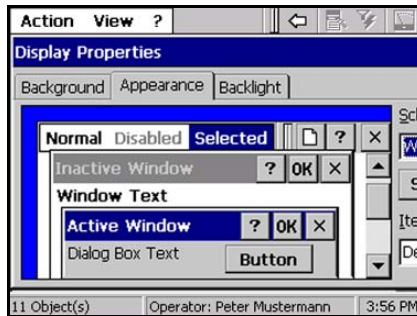 Action View ?
Display Properties
Background Appearance Backlight
Normal Disabled Selected ?
Inactive Window ? OK
Window Text
Active Window ? OK
Dialog Box Text Button
11 Object(s) Operator: Peter Mustermann 3:56 PM